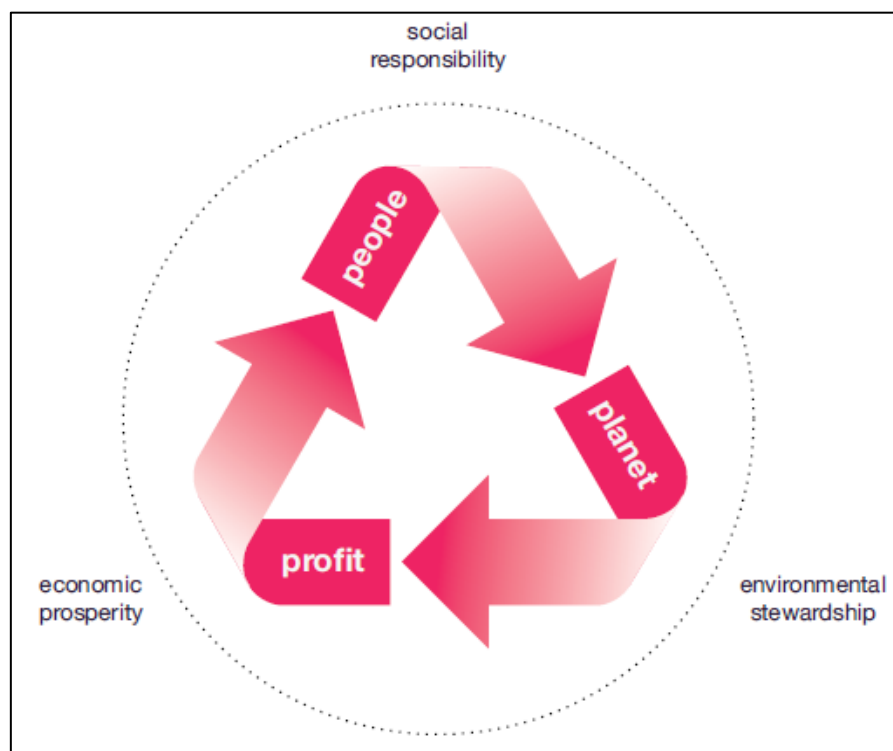 social
responsibility
people
planet
profit
economic
prosperity
environmental
stewardship